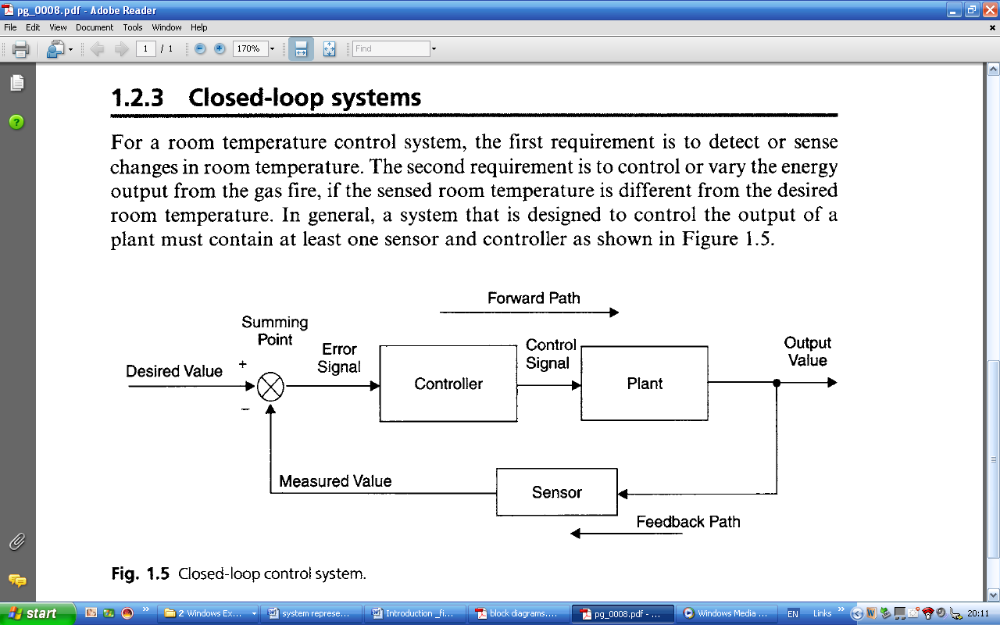 pg_0008.pdf - Adobe Reader
File Edit View Document Tools Window Help
1 / 1 170% Find
1.2.3 Closed-loop systems
For a room temperature control system, the first requirement is to detect or sense
changes in room temperature. The second requirement is to control or vary the energy
output from the gas fire, if the sensed room temperature is different from the desired
room temperature. In general, a system that is designed to control the output of a
plant must contain at least one sensor and controller as shown in Figure 1.5.
Forward Path
Summing
Point
Error
Signal
Control
Signal
Output
Value
Desired Value
+
–
Controller
Plant
Measured Value
Sensor
Feedback Path
Fig. 1.5 Closed-loop control system.
start » 2 Windows Ex... system represe... Introduction _fi... block diagrams.... pg_0008.pdf - ... Windows Media ... EN Links » 20:11